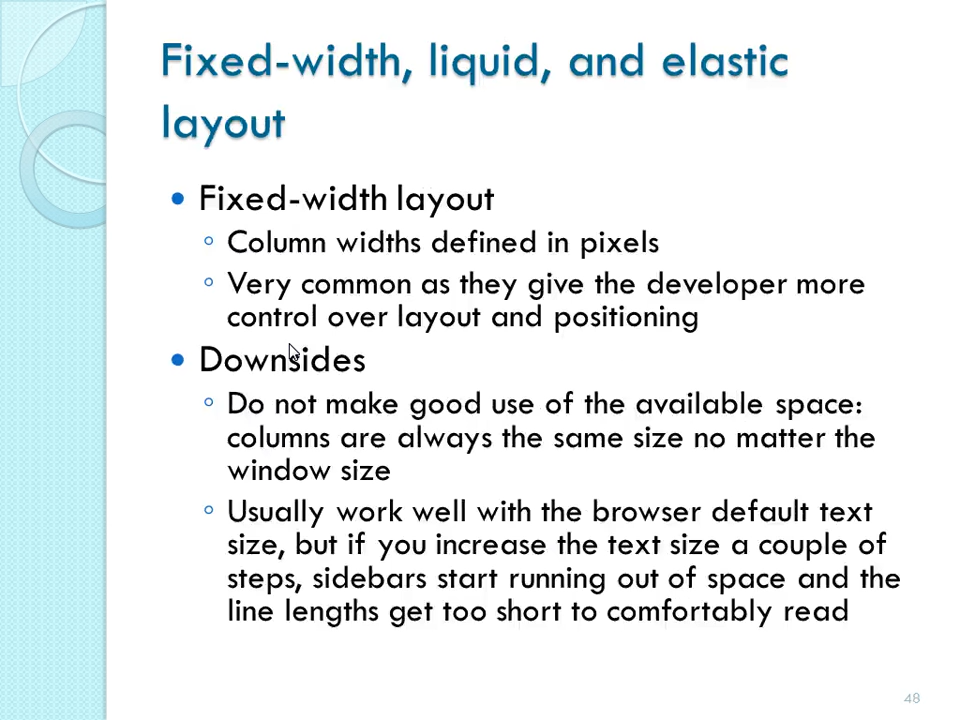 Fixed-width, liquid, and elastic
layout
Fixed-width layout
Column widths defined in pixels
Very common as they give the developer more
control over layout and positioning
Downsides
Do not make good use of the available space:
columns are always the same size no matter the
window size
Usually work well with the browser default text
size, but if you increase the text size a couple of
steps, sidebars start running out of space and the
line lengths get too short to comfortably read
48